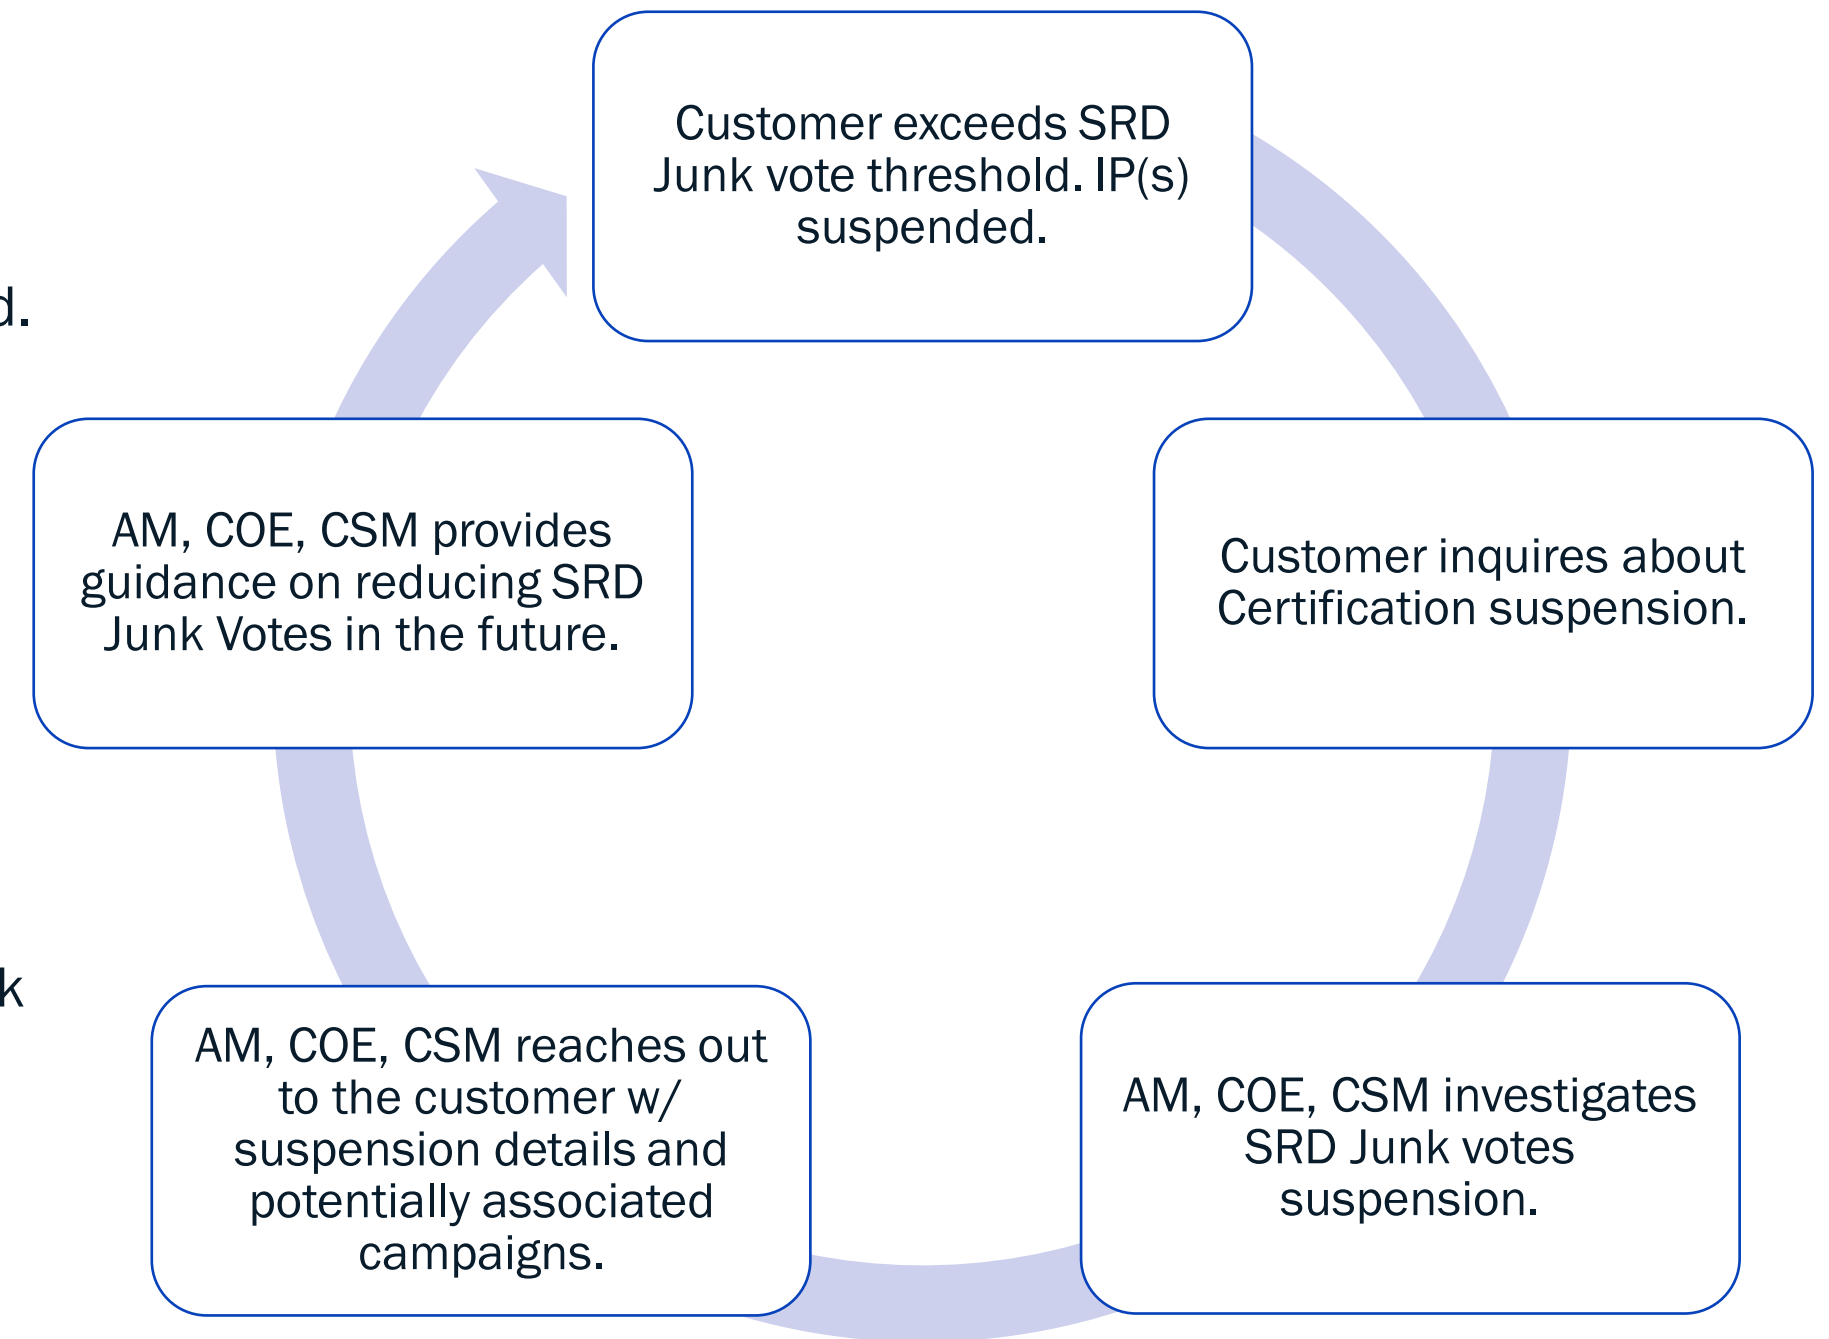 Customer exceeds SRD
Junk vote threshold. IP(s)
suspended.
Customer inquires about
Certification suspension.
AM, COE, CSM investigates
SRD Junk votes
suspension.
AM, COE, CSM reaches out
to the customer w/
suspension details and
potentially associated
campaigns.
AM, COE, CSM provides
guidance on reducing SRD
Junk Votes in the future.